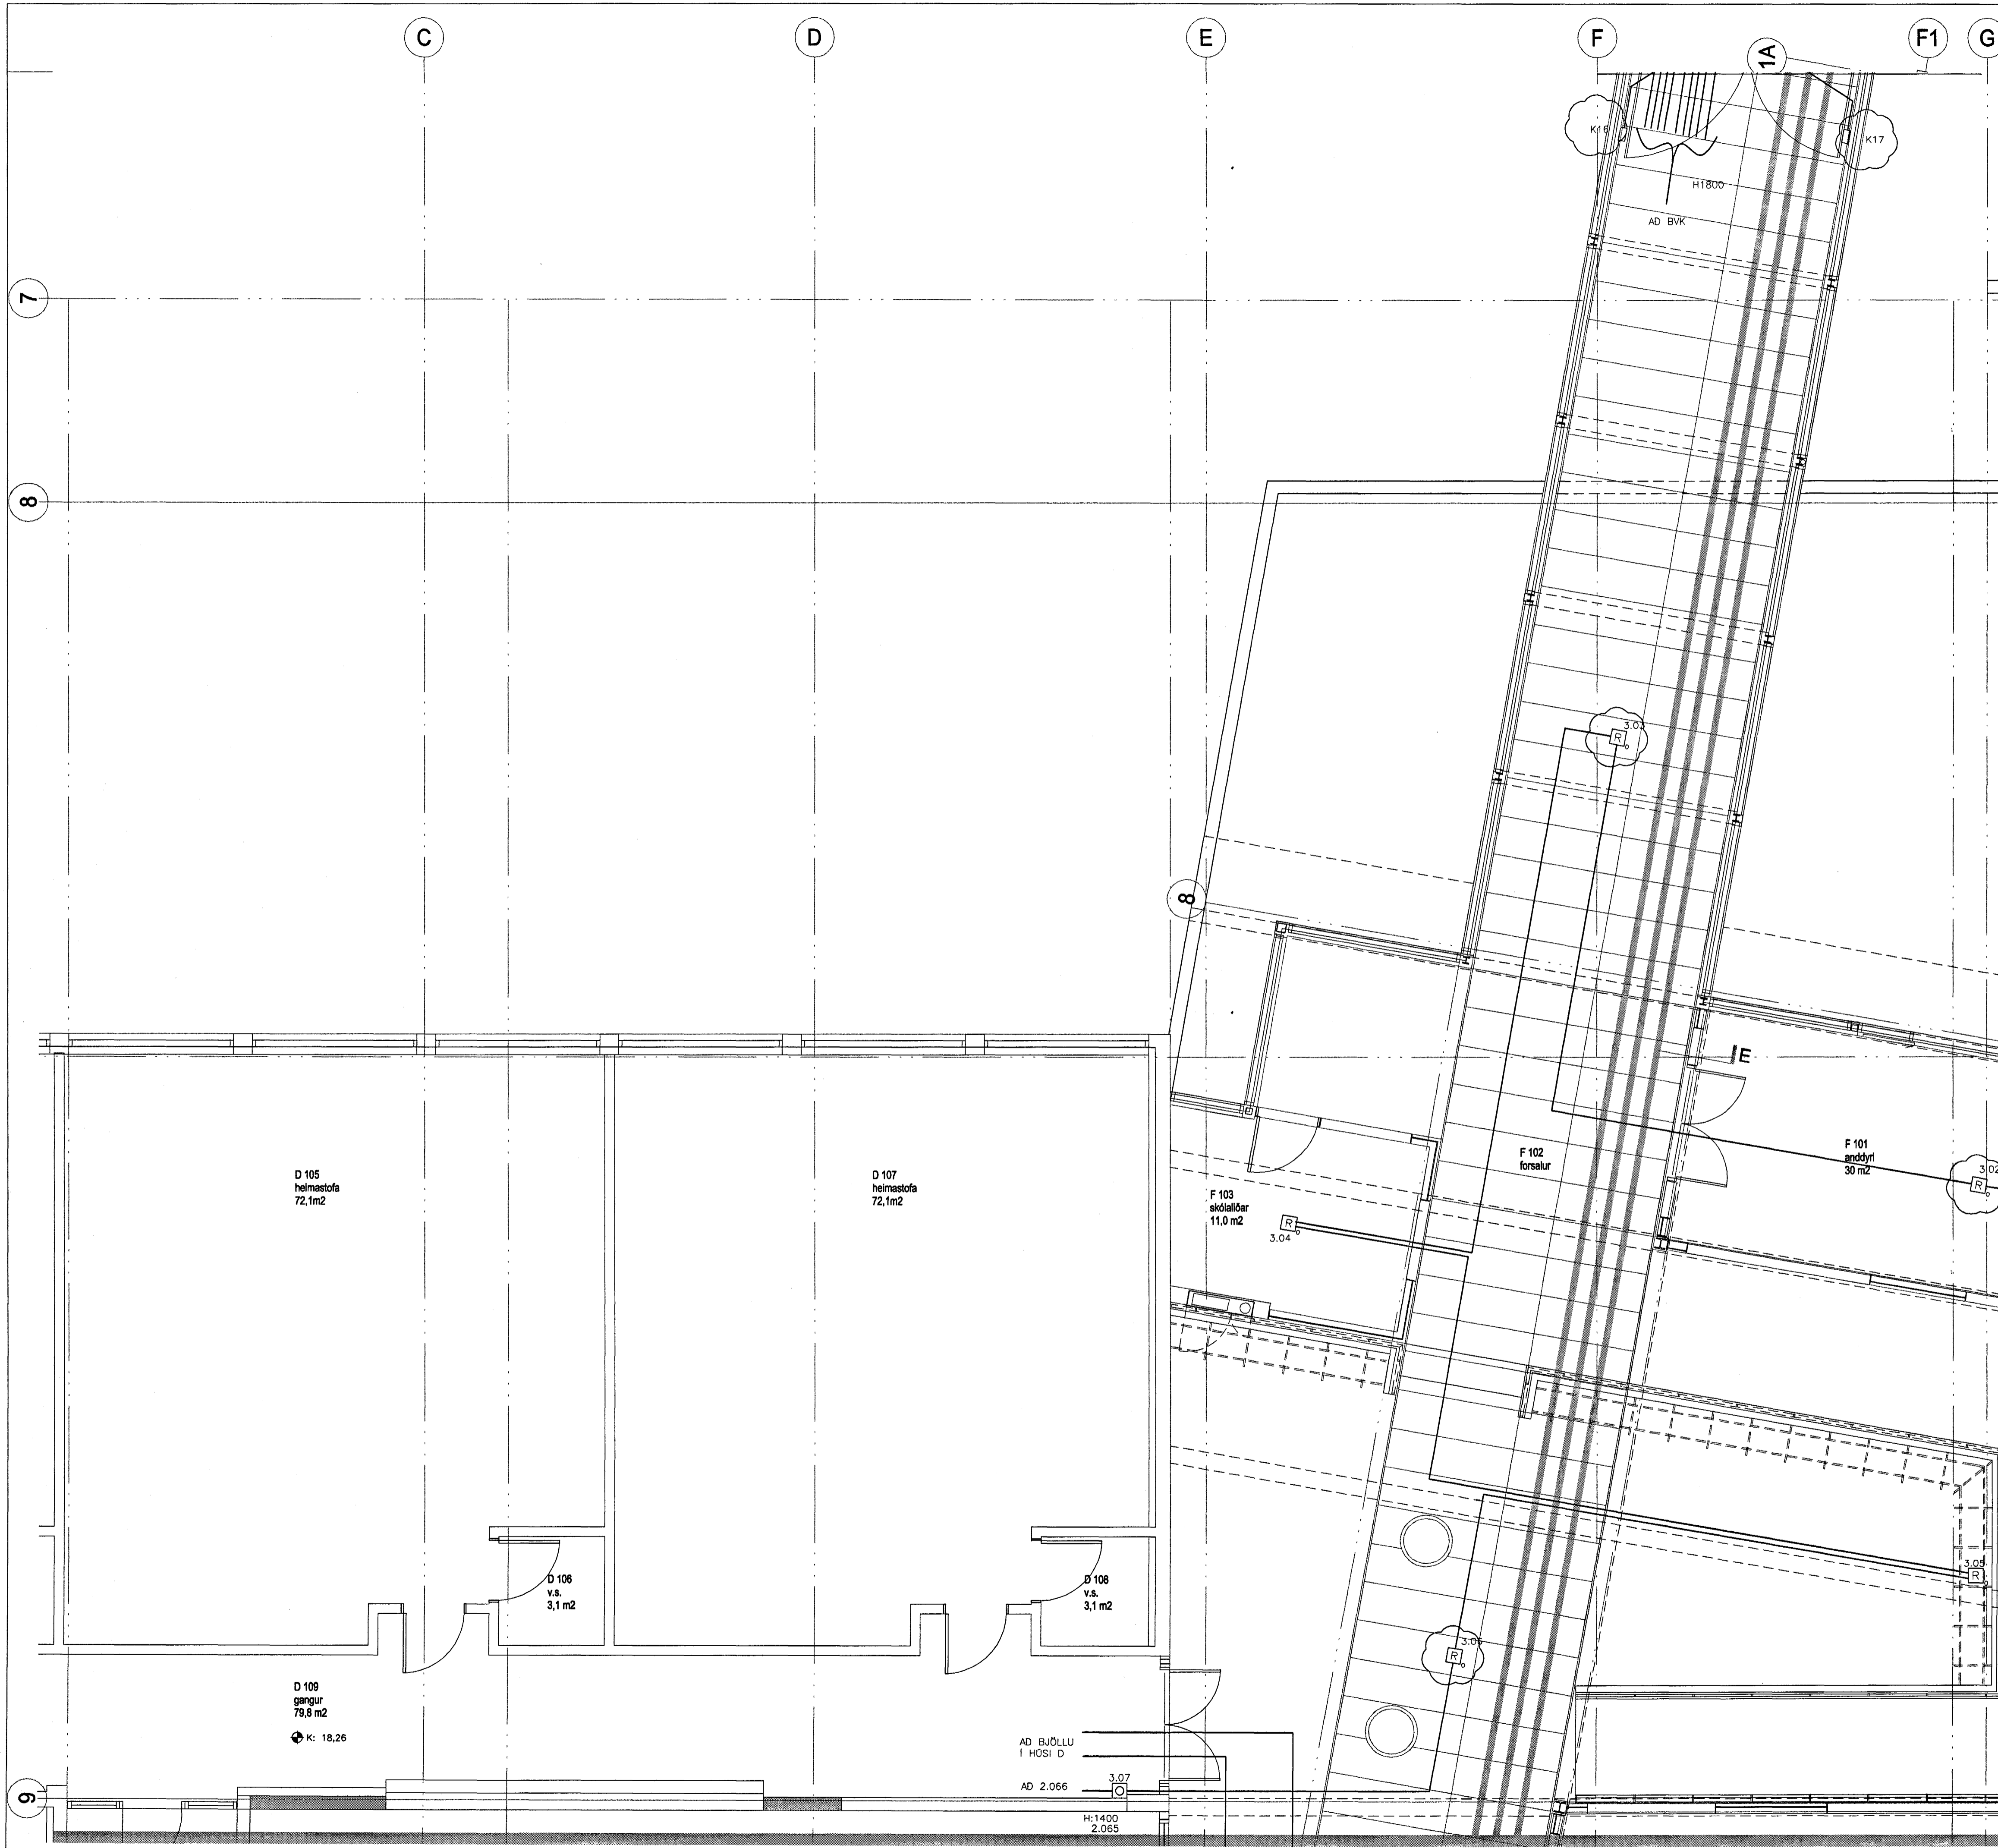 C
D
E
F
1A
F1
G
K16
K17
H1800
AD BVK
7
8
3.03
R
8
E
F 102
forsalur
F 101
anddyri
30 m2
3.02
R
D 105
heimastofa
72,1m2
D 107
heimastofa
72,1m2
F 103
skólaliðar
11,0 m2
R
3.04
3.05
R
D 106
v.s.
3,1 m2
D 108
v.s.
3,1 m2
3.06
R
D 109
gangur
79,8 m2
K: 18,26
AD BJÖLLU
Í HÚSI D
3.07
AD 2.066
9
H:1400
2.065